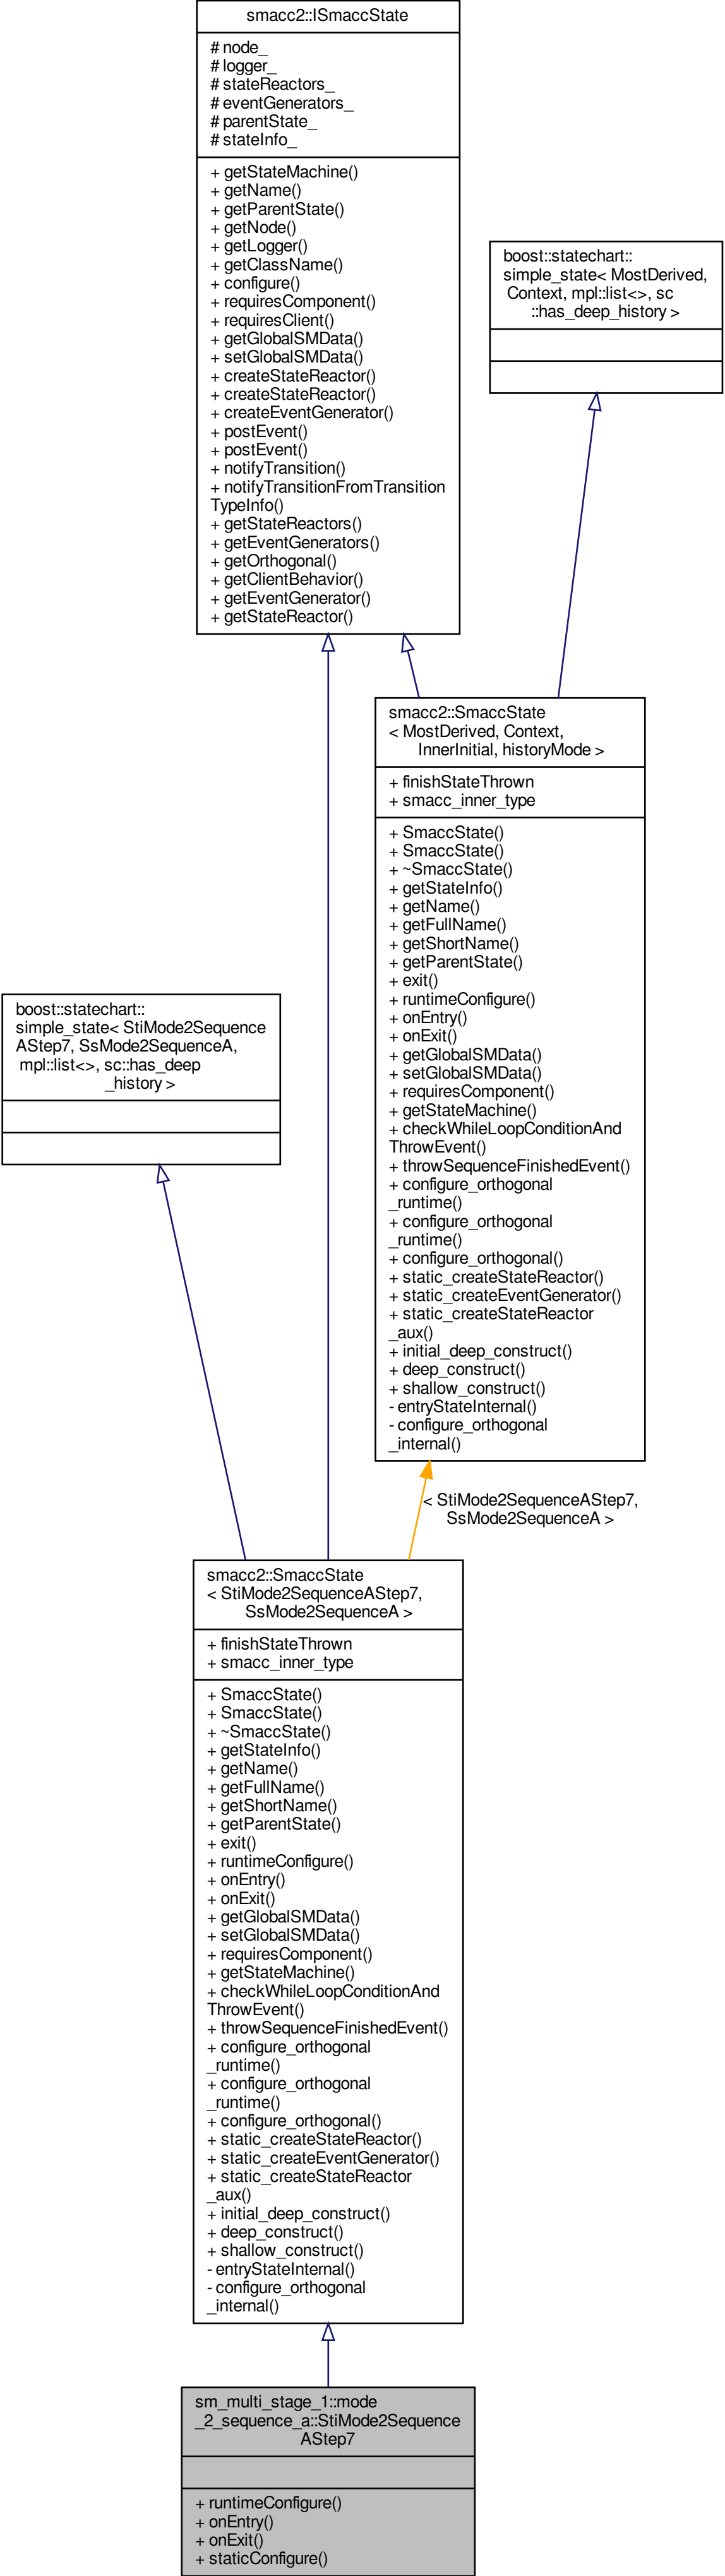 smacc2::ISmaccState
# node_
# logger_
# stateReactors_
# eventGenerators_
# parentState_
# stateInfo_
+ getStateMachine()
+ getName()
+ getParentState()
+ getNode()
+ getLogger()
+ getClassName()
+ configure()
+ requiresComponent()
+ requiresClient()
+ getGlobalSMData()
+ setGlobalSMData()
+ createStateReactor()
+ createStateReactor()
+ createEventGenerator()
+ postEvent()
+ postEvent()
+ notifyTransition()
+ notifyTransitionFromTransition
TypeInfo()
+ getStateReactors()
+ getEventGenerators()
+ getOrthogonal()
+ getClientBehavior()
+ getEventGenerator()
+ getStateReactor()
boost::statechart::
simple_state< MostDerived,
Context, mpl::list<>, sc
::has_deep_history >
smacc2::SmaccState
< MostDerived, Context,
InnerInitial, historyMode >
+ finishStateThrown
+ smacc_inner_type
+ SmaccState()
+ SmaccState()
+ ~SmaccState()
+ getStateInfo()
+ getName()
+ getFullName()
+ getShortName()
+ getParentState()
+ exit()
+ runtimeConfigure()
+ onEntry()
+ onExit()
+ getGlobalSMData()
+ setGlobalSMData()
+ requiresComponent()
+ getStateMachine()
+ checkWhileLoopConditionAnd
ThrowEvent()
+ throwSequenceFinishedEvent()
+ configure_orthogonal
_runtime()
+ configure_orthogonal
_runtime()
+ configure_orthogonal()
+ static_createStateReactor()
+ static_createEventGenerator()
+ static_createStateReactor
_aux()
+ initial_deep_construct()
+ deep_construct()
+ shallow_construct()
- entryStateInternal()
- configure_orthogonal
_internal()
boost::statechart::
simple_state< StiMode2Sequence
AStep7, SsMode2SequenceA,
mpl::list<>, sc::has_deep
_history >
< StiMode2SequenceAStep7,
SsMode2SequenceA >
smacc2::SmaccState
< StiMode2SequenceAStep7,
SsMode2SequenceA >
+ finishStateThrown
+ smacc_inner_type
+ SmaccState()
+ SmaccState()
+ ~SmaccState()
+ getStateInfo()
+ getName()
+ getFullName()
+ getShortName()
+ getParentState()
+ exit()
+ runtimeConfigure()
+ onEntry()
+ onExit()
+ getGlobalSMData()
+ setGlobalSMData()
+ requiresComponent()
+ getStateMachine()
+ checkWhileLoopConditionAnd
ThrowEvent()
+ throwSequenceFinishedEvent()
+ configure_orthogonal
_runtime()
+ configure_orthogonal
_runtime()
+ configure_orthogonal()
+ static_createStateReactor()
+ static_createEventGenerator()
+ static_createStateReactor
_aux()
+ initial_deep_construct()
+ deep_construct()
+ shallow_construct()
- entryStateInternal()
- configure_orthogonal
_internal()
sm_multi_stage_1::mode
_2_sequence_a::StiMode2Sequence
AStep7
+ runtimeConfigure()
+ onEntry()
+ onExit()
+ staticConfigure()